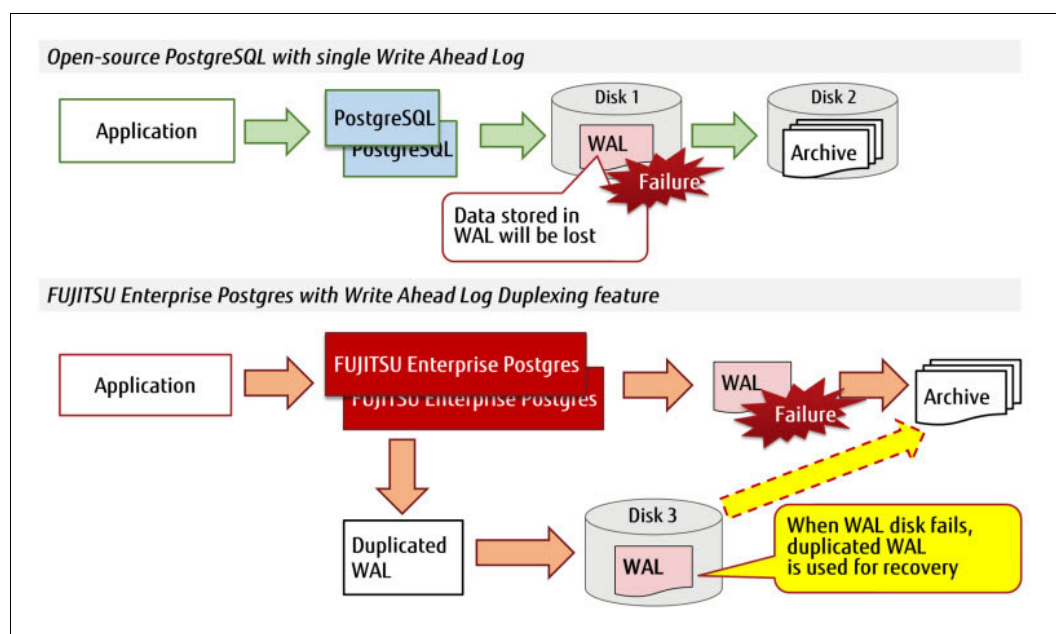 Open-source PostgreSQL with single Write Ahead Log
Application
PostgreSQL
PostgreSQL
Disk 1
WAL
Failure
Disk 2
Archive
Data stored in
WAL will be lost
FUJITSU Enterprise Postgres with Write Ahead Log Duplexing feature
Application
FUJITSU Enterprise Postgres
FUJITSU Enterprise Postgres
WAL
Failure
Archive
Duplicated
WAL
Disk 3
WAL
When WAL disk fails,
duplicated WAL
is used for recovery